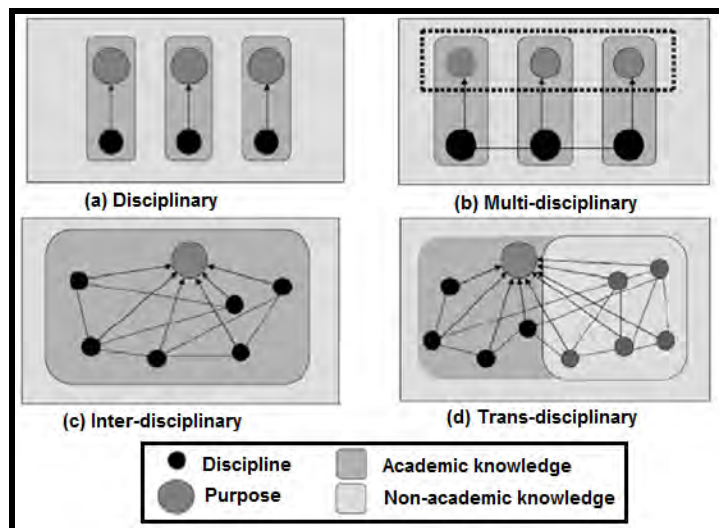 (a) Disciplinary
(b) Multi-disciplinary
(c) Inter-disciplinary
(d) Trans-disciplinary
Discipline
Academic knowledge
Purpose
Non-academic knowledge